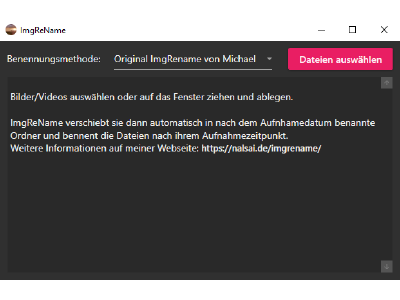 ImgReName
Benennungsmethode: Original ImgRename von Michael Dateien auswählen
Bilder/Videos auswählen oder auf das Fenster ziehen und ablegen.
ImgReName verschiebt sie dann automatisch in nach dem Aufnhamedatum benannte
Ordner und bennent die Dateien nach ihrem Aufnahmezeitpunkt.
Weitere Informationen auf meiner Webseite: https://nalsai.de/imgrename/